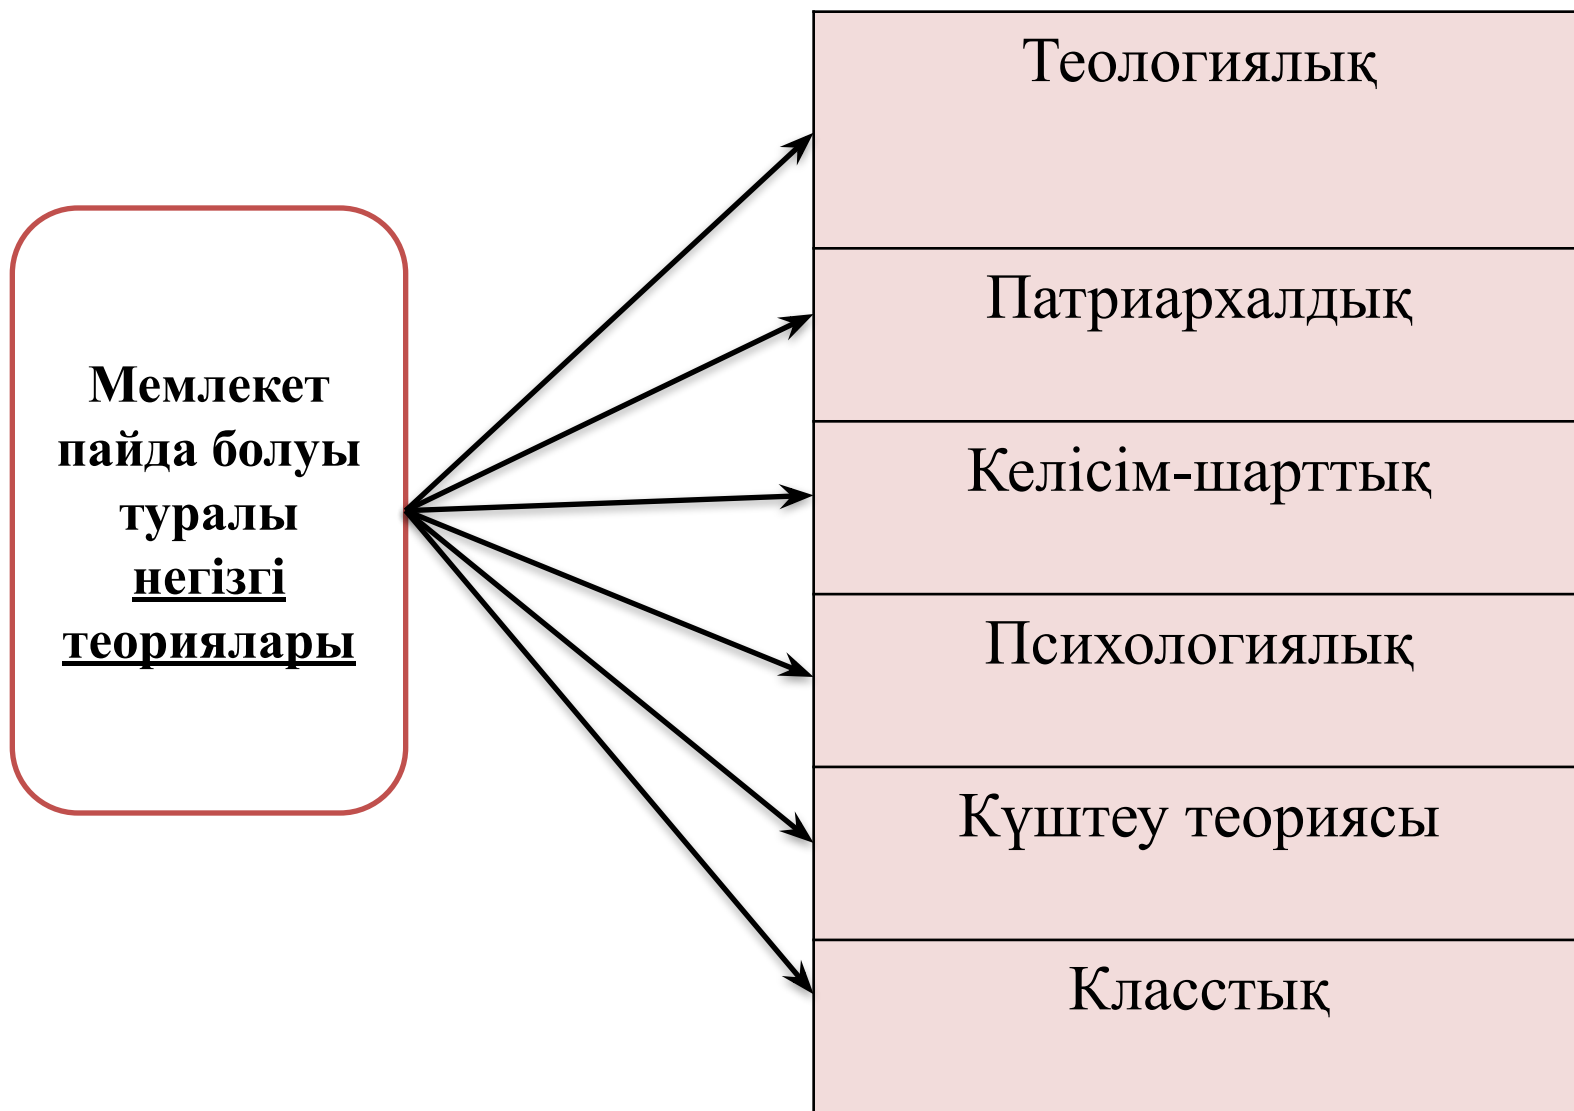 Мемлекет
пайда болуы
туралы
негізгі
теориялары
Теологиялық
Патриархалдық
Келісім-шарттық
Психологиялық
Күштеу теориясы
Класстық